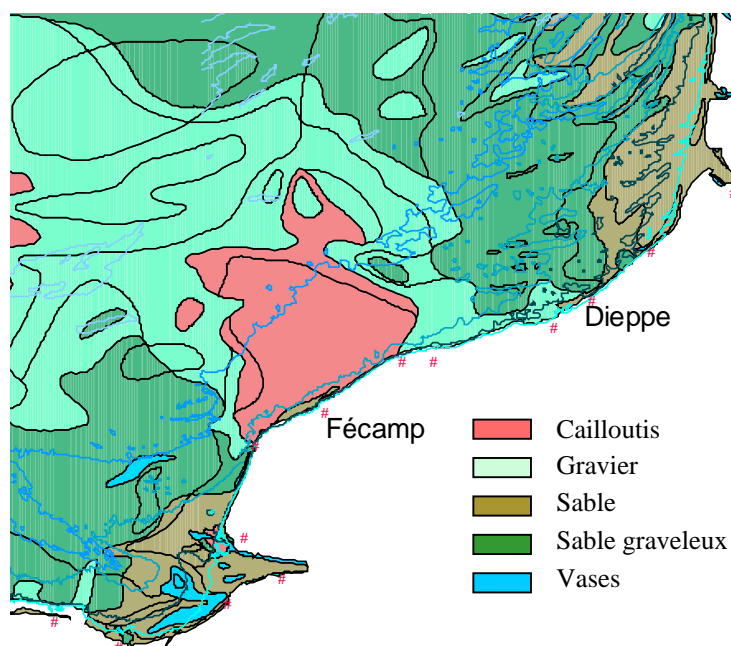 Dieppe
Fécamp
Cailloutis
Gravier
Sable
Sable graveleux
Vases